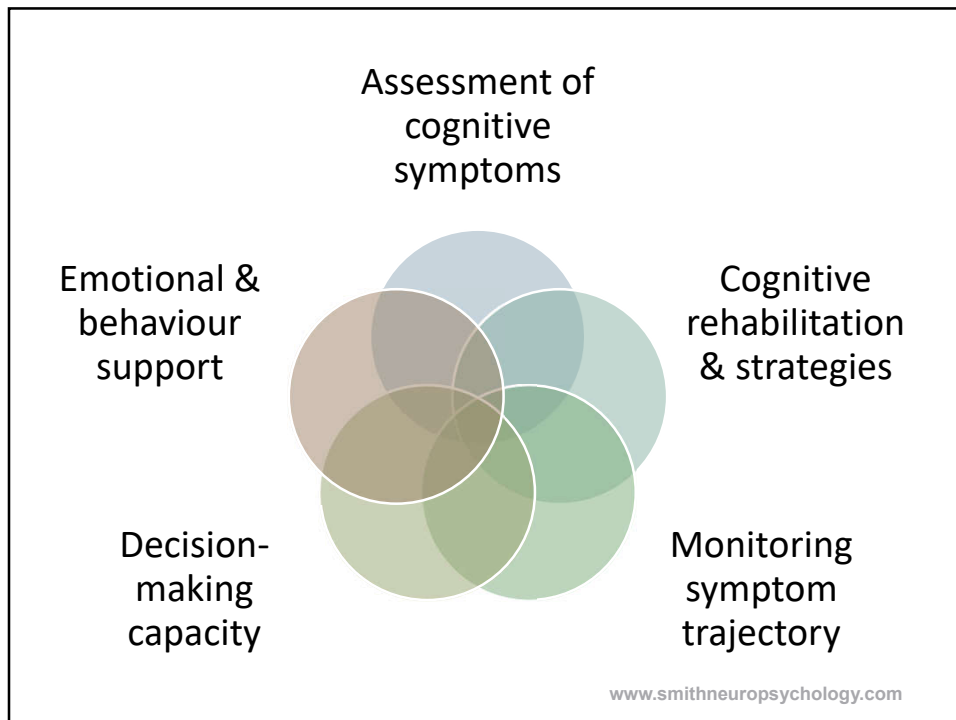 Assessment of
cognitive
symptoms
Emotional &
behaviour
support
Cognitive
rehabilitation
& strategies
Decision-
making
capacity
Monitoring
symptom
trajectory
www.smithneuropsychology.com